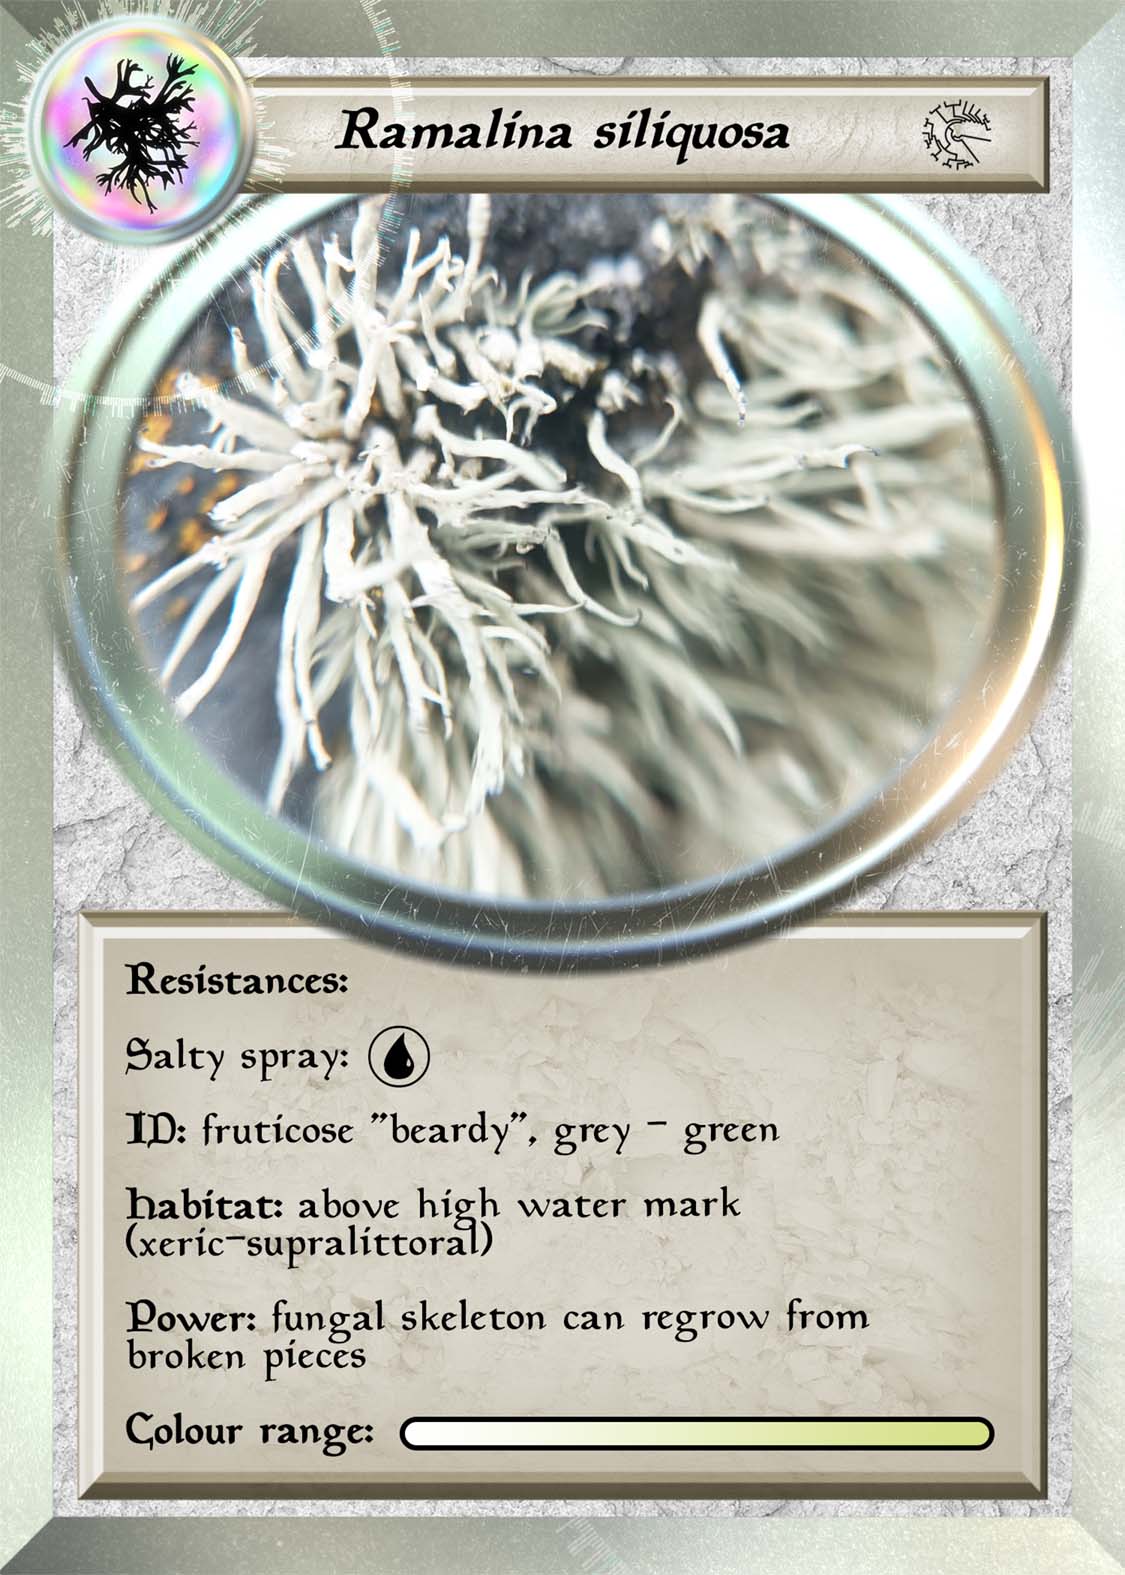 Ramalina siliquosa
Resistances:
Salty spray:
ID: fruticose "beardy", grey - green
Habitat: above high water mark
(xeric-supralittoral)
Power: fungal skeleton can regrow from
broken pieces
Colour range: